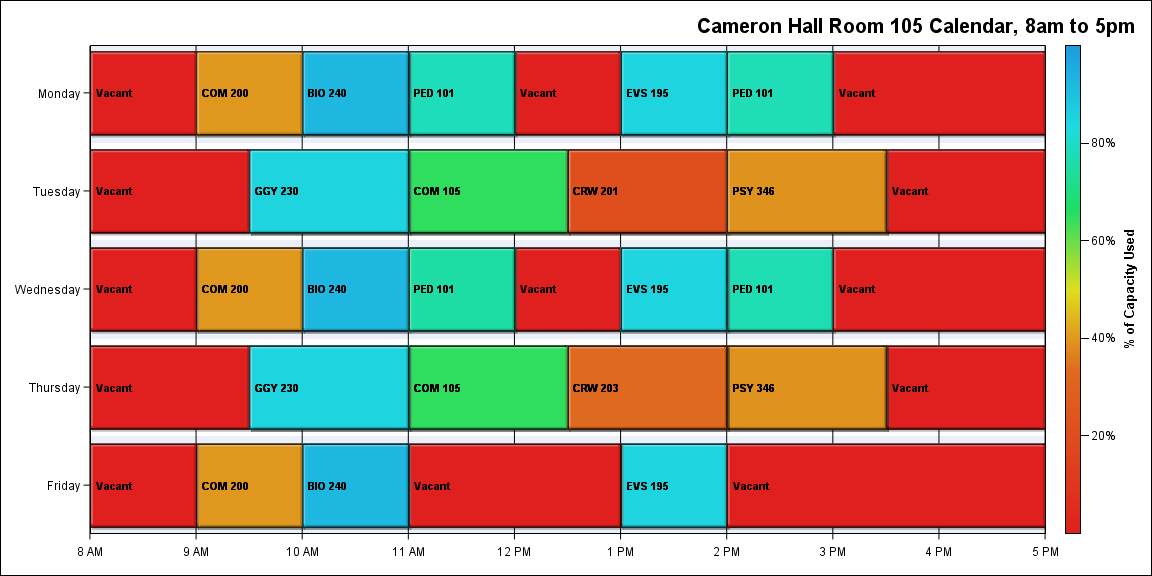 Cameron Hall Room 105 Calendar, 8am to 5pm
Monday Vacant COM 200 BIO 240 PED 101 Vacant EVS 195 PED 101 Vacant
80%
Tuesday Vacant GGY 230 COM 105 CRW 201 PSY 346 Vacant
60%
% of Capacity Used
Wednesday Vacant COM 200 BIO 240 PED 101 Vacant EVS 195 PED 101 Vacant
40%
Thursday Vacant GGY 230 COM 105 CRW 203 PSY 346 Vacant
20%
Friday Vacant COM 200 BIO 240 Vacant EVS 195 Vacant
8 AM 9 AM 10 AM 11 AM 12 PM 1 PM 2 PM 3 PM 4 PM 5 PM